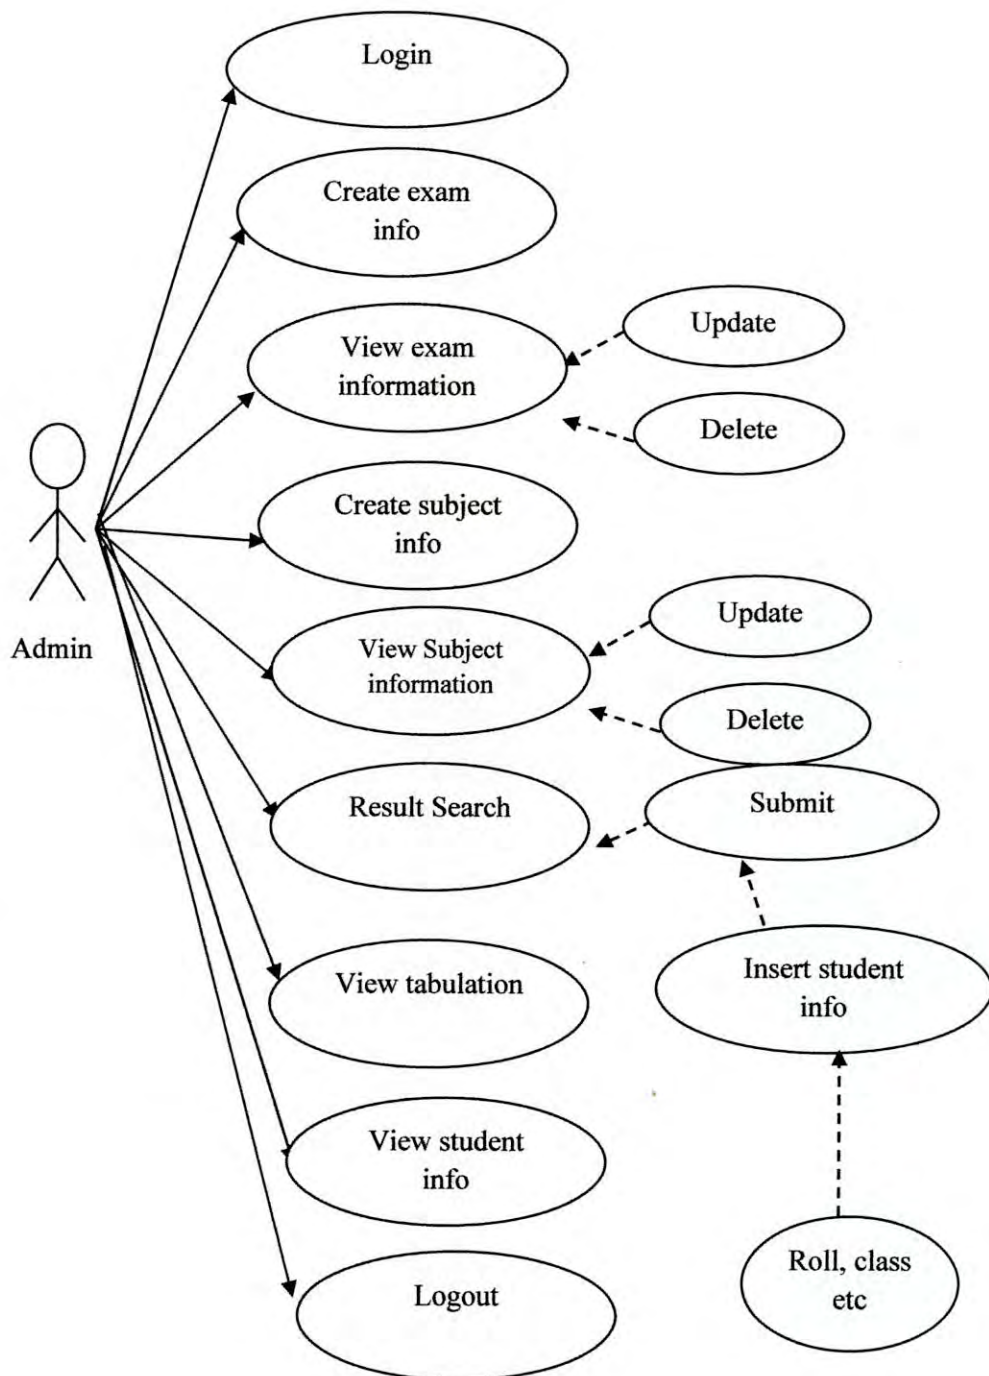 Login
Create exam
info
View exam
information
Update
Delete
Create subject
info
Admin
View Subject
information
Update
Delete
Result Search
Submit
View tabulation
Insert student
info
View student
info
Roll, class
etc
Logout